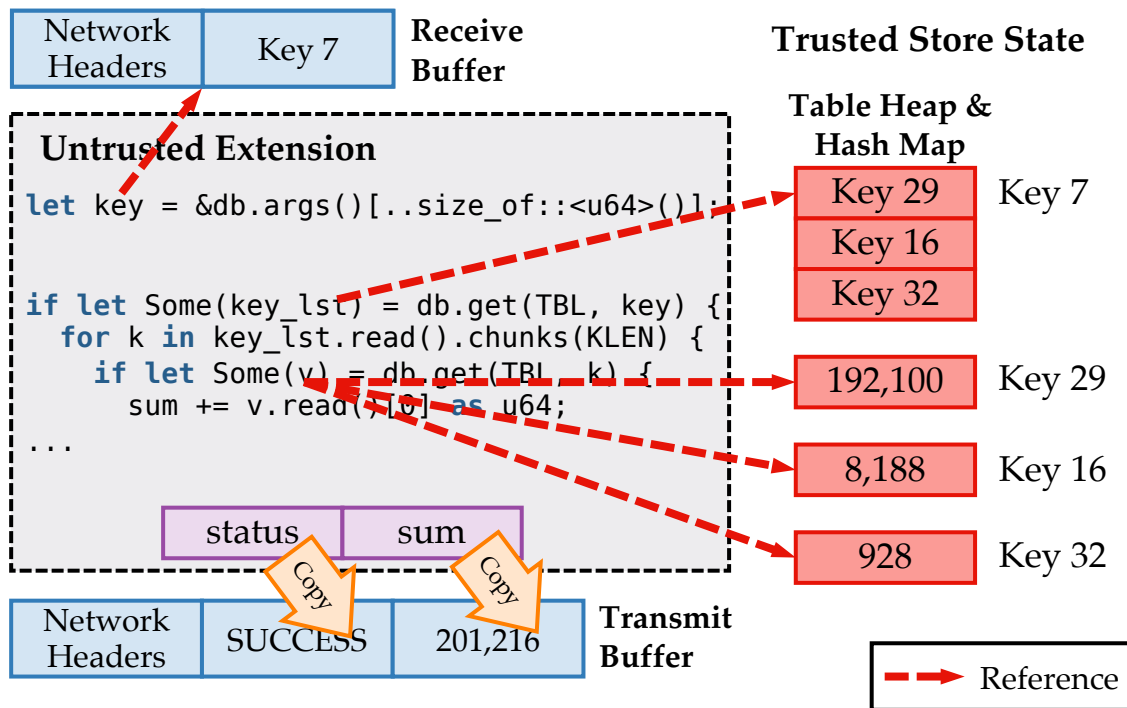 Network
Headers
Key 7
Receive
Buffer
Trusted Store State
Table Heap &
Hash Map
Untrusted Extension
let key = &db.args()[..size_of::<u64>()];
if let Some(key_lst) = db.get(TBL, key) {
for k in key_lst.read().chunks(KLEN) {
if let Some(v) = db.get(TBL, k) {
sum += v.read()[0] as u64;
...
Key 29
Key 7
Key 16
Key 32
192,100
Key 29
8,188
Key 16
928
Key 32
status
sum
Copy
Copy
Network
Headers
SUCCESS
201,216
Transmit
Buffer
Reference